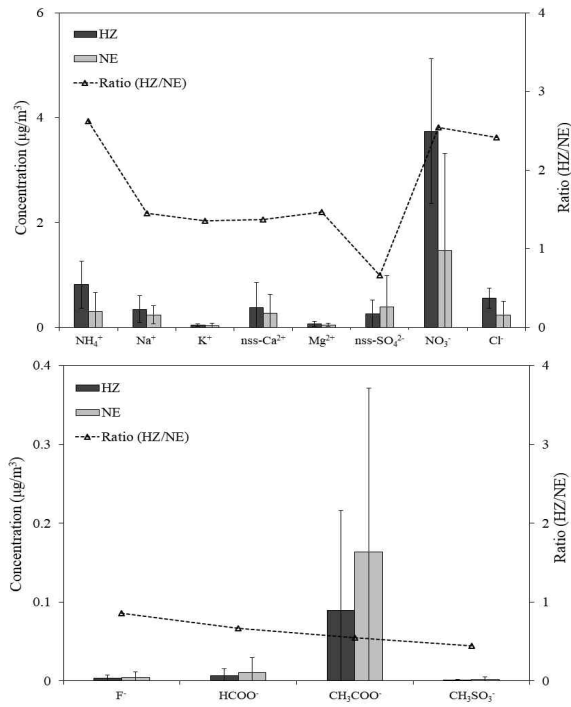 Concentration (μg/m³)
6
4
2
0
HZ
NE
Ratio (HZ/NE)
4
3
2
1
0
Ratio (HZ/NE)
NH₄⁺ Na⁺ K⁺ nss-Ca²⁺ Mg²⁺ nss-SO₄²⁻ NO₃⁻ Cl⁻
Concentration (μg/m³)
0.4
0.3
0.2
0.1
0
HZ
NE
Ratio (HZ/NE)
4
3
2
1
0
Ratio (HZ/NE)
F⁻ HCOO⁻ CH₃COO⁻ CH₃SO₃⁻